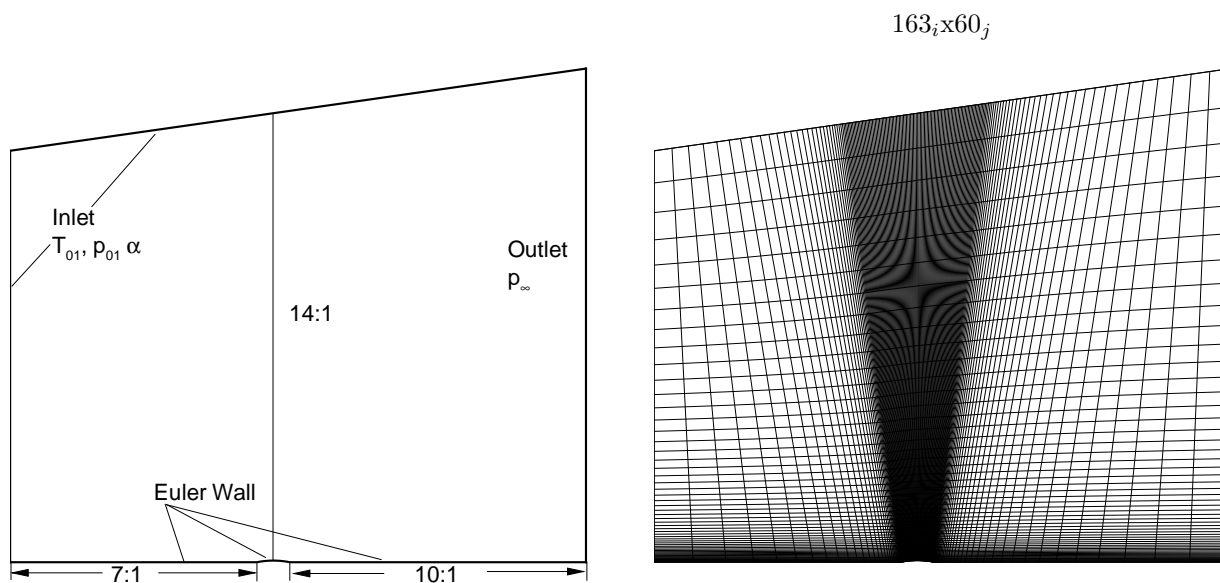 163ᵢx60ⱼ
Inlet
T₀₁, p₀₁ α
Outlet
p∞
14:1
Euler Wall
7:1
10:1